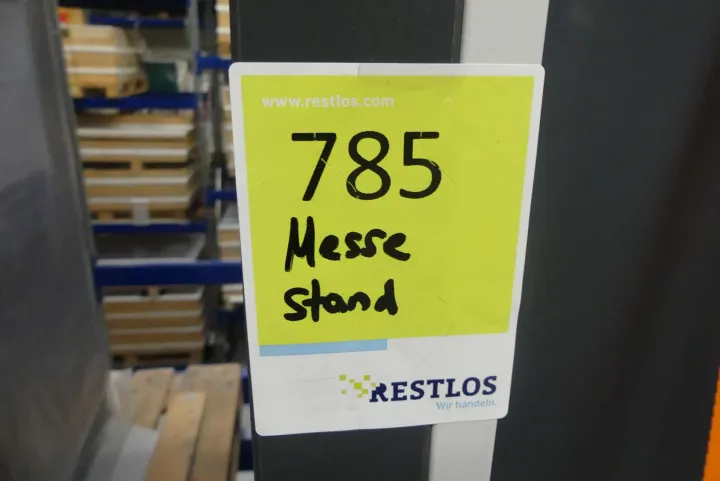 www.restlos.com
785
Messe
stand
RESTLOS
Wir handeln.